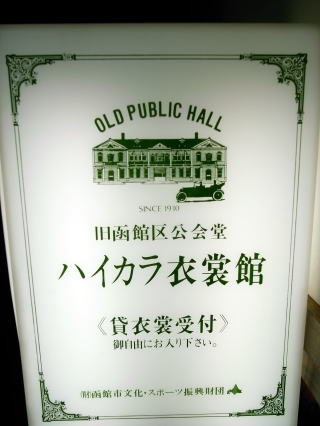 OLD PUBLIC HALL
SINCE 1910
旧函館区公会堂
ハイカラ衣裳館
《貸衣裳受付》
御自由にお入り下さい。
㈶函館市文化・スポーツ振興財団